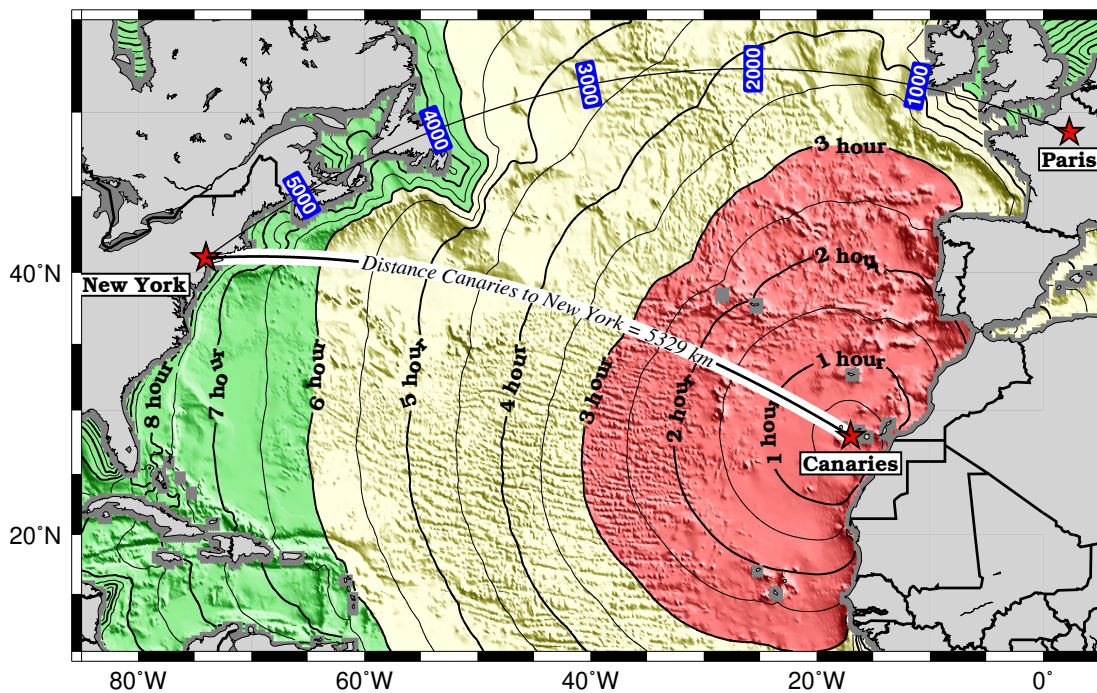 3000
2000
1000
4000
3 hour
Paris
5000
2 hour
40°N
New York
Distance Canaries to New York = 5329 km
1 hour
8 hour
7 hour
6 hour
5 hour
4 hour
3 hour
2 hour
1 hour
Canaries
20°N
80°W
60°W
40°W
20°W
0°